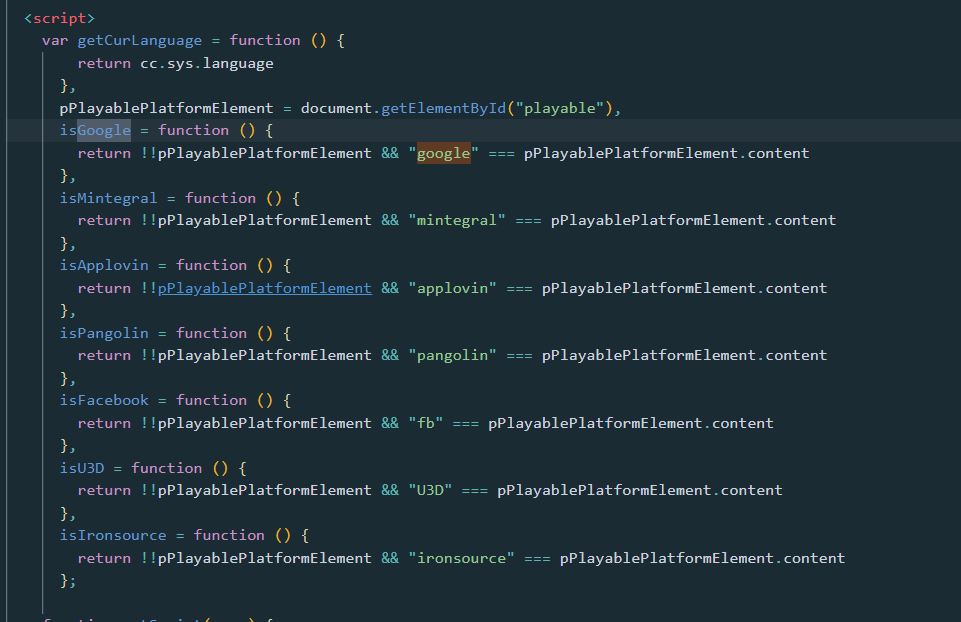 <script>
var getCurLanguage = function () {
return cc.sys.language
},
pPlayablePlatformElement = document.getElementById("playable"),
isGoogle = function () {
return !!pPlayablePlatformElement && "google" === pPlayablePlatformElement.content
},
isMintegral = function () {
return !!pPlayablePlatformElement && "mintegral" === pPlayablePlatformElement.content
},
isApplovin = function () {
return !!pPlayablePlatformElement && "applovin" === pPlayablePlatformElement.content
},
isPangolin = function () {
return !!pPlayablePlatformElement && "pangolin" === pPlayablePlatformElement.content
},
isFacebook = function () {
return !!pPlayablePlatformElement && "fb" === pPlayablePlatformElement.content
},
isU3D = function () {
return !!pPlayablePlatformElement && "U3D" === pPlayablePlatformElement.content
},
isIronsource = function () {
return !!pPlayablePlatformElement && "ironsource" === pPlayablePlatformElement.content
};